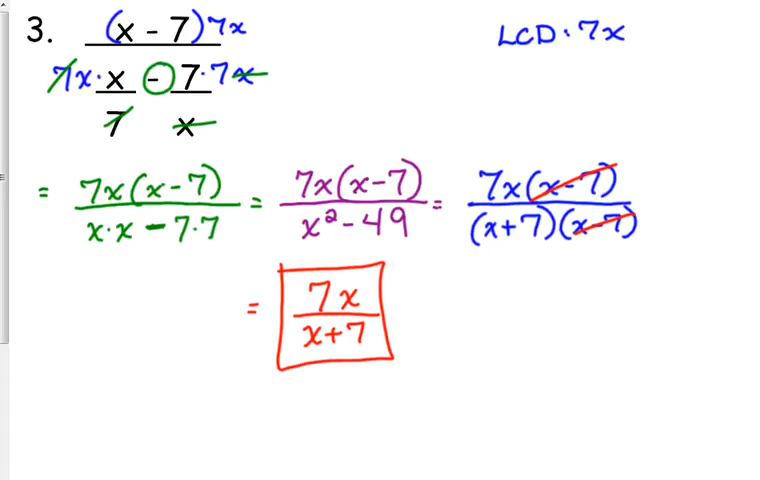 3. (x - 7) 7x LCD: 7x
7x · x - 7 · 7x
7 x
= 7x(x-7) = 7x(x-7) = 7x(x-7)
x·x - 7·7 x² - 49 (x+7)(x-7)
= 7x
x+7